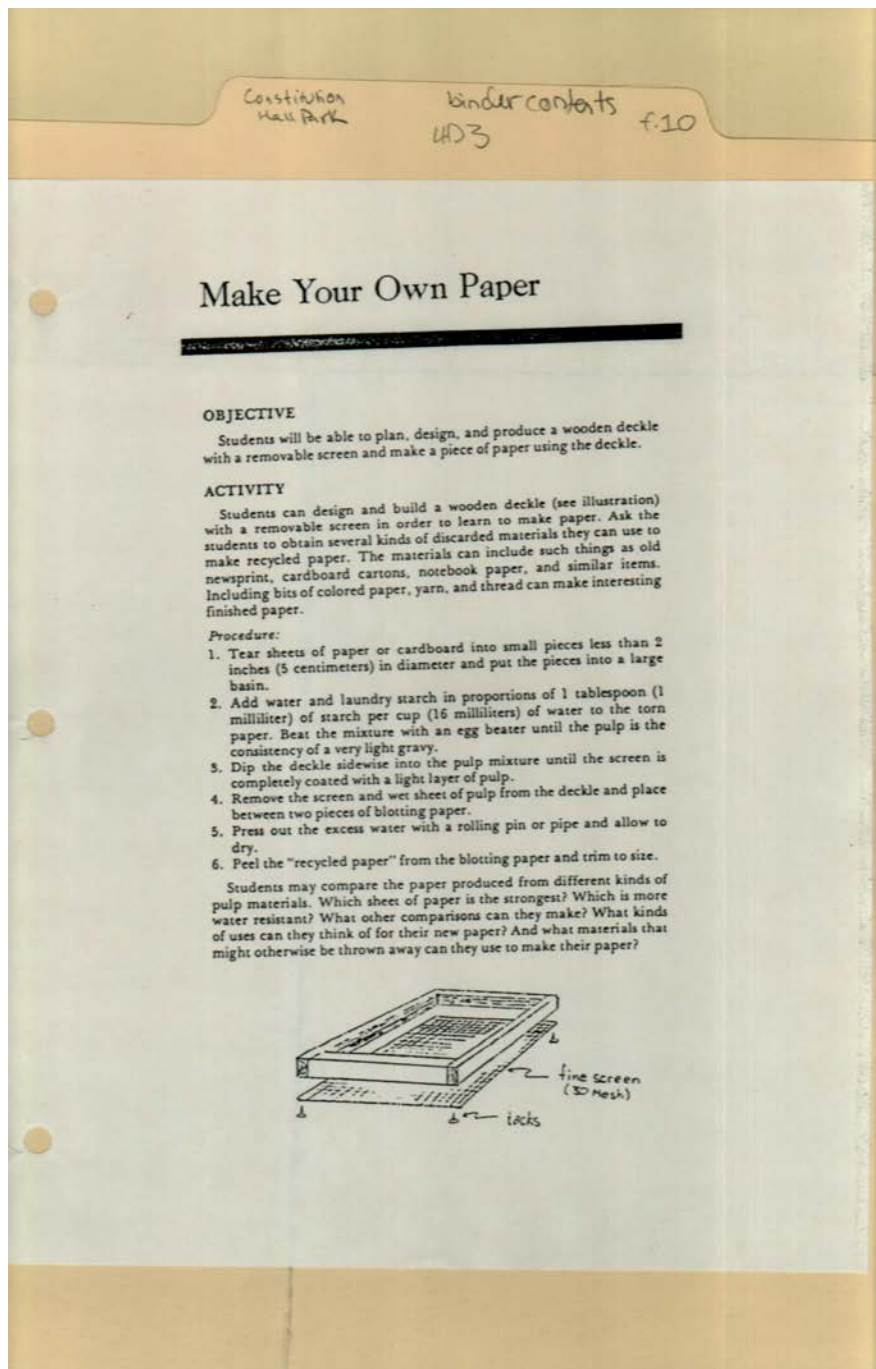 Constitution
Hall Park
binder contents
4D3
f.10
Make Your Own Paper
OBJECTIVE
Students will be able to plan, design, and produce a wooden deckle
with a removable screen and make a piece of paper using the deckle.
ACTIVITY
Students can design and build a wooden deckle (see illustration)
with a removable screen in order to learn to make paper. Ask the
students to obtain several kinds of discarded materials they can use to
make recycled paper. The materials can include such things as old
newsprint, cardboard cartons, notebook paper, and similar items.
Including bits of colored paper, yarn, and thread can make interesting
finished paper.
Procedure:
1. Tear sheets of paper or cardboard into small pieces less than 2
inches (5 centimeters) in diameter and put the pieces into a large
basin.
2. Add water and laundry starch in proportions of 1 tablespoon (1
milliliter) of starch per cup (16 milliliters) of water to the torn
paper. Beat the mixture with an egg beater until the pulp is the
consistency of a very light gravy.
3. Dip the deckle sidewise into the pulp mixture until the screen is
completely coated with a light layer of pulp.
4. Remove the screen and wet sheet of pulp from the deckle and place
between two pieces of blotting paper.
5. Press out the excess water with a rolling pin or pipe and allow to
dry.
6. Peel the "recycled paper" from the blotting paper and trim to size.
Students may compare the paper produced from different kinds of
pulp materials. Which sheet of paper is the strongest? Which is more
water resistant? What other comparisons can they make? What kinds
of uses can they think of for their new paper? And what materials that
might otherwise be thrown away can they use to make their paper?
fine screen
(30 Mesh)
tacks